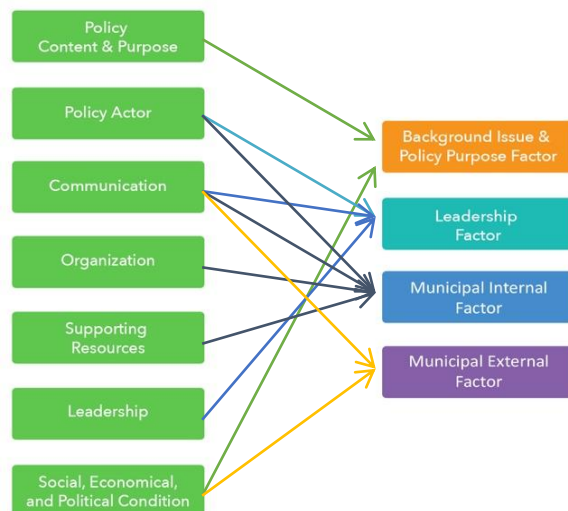 Policy
Content & Purpose
Policy Actor
Communication
Organization
Supporting
Resources
Leadership
Social, Economical,
and Political Condition
Background Issue &
Policy Purpose Factor
Leadership
Factor
Municipal Internal
Factor
Municipal External
Factor